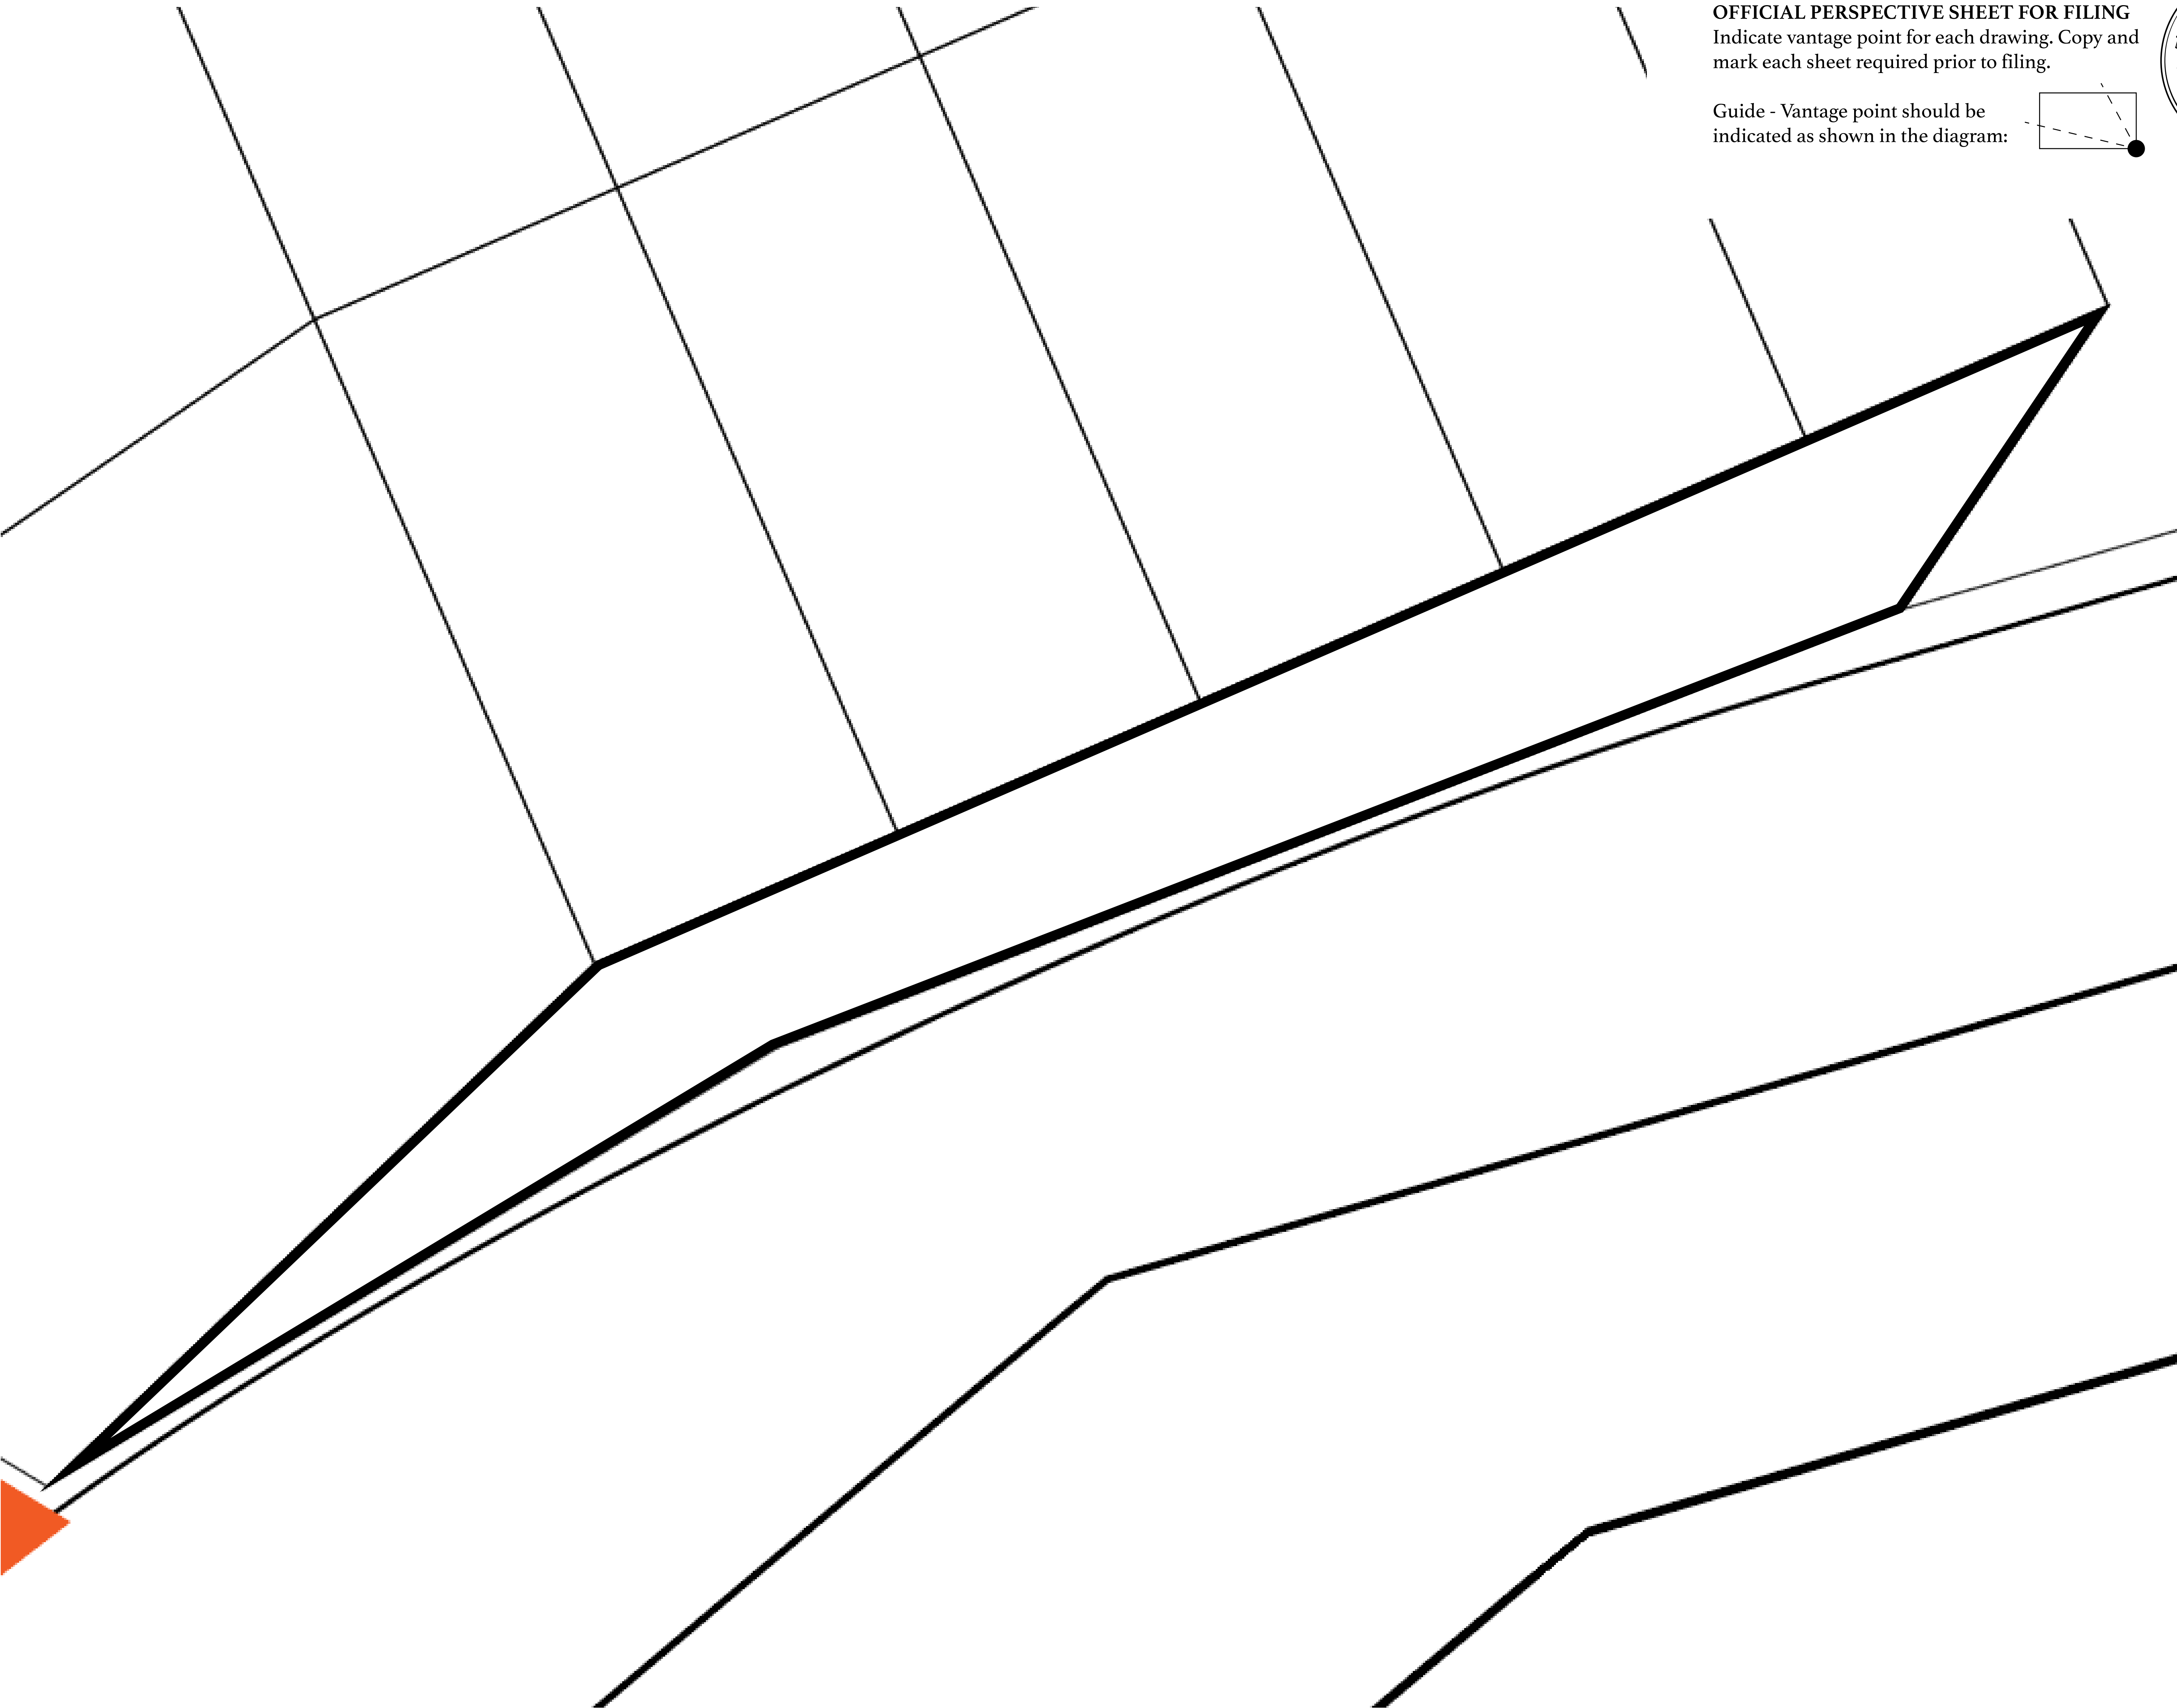 OFFICIAL PERSPECTIVE SHEET FOR FILING
Indicate vantage point for each drawing. Copy and
mark each sheet required prior to filing.
Guide - Vantage point should be
indicated as shown in the diagram: